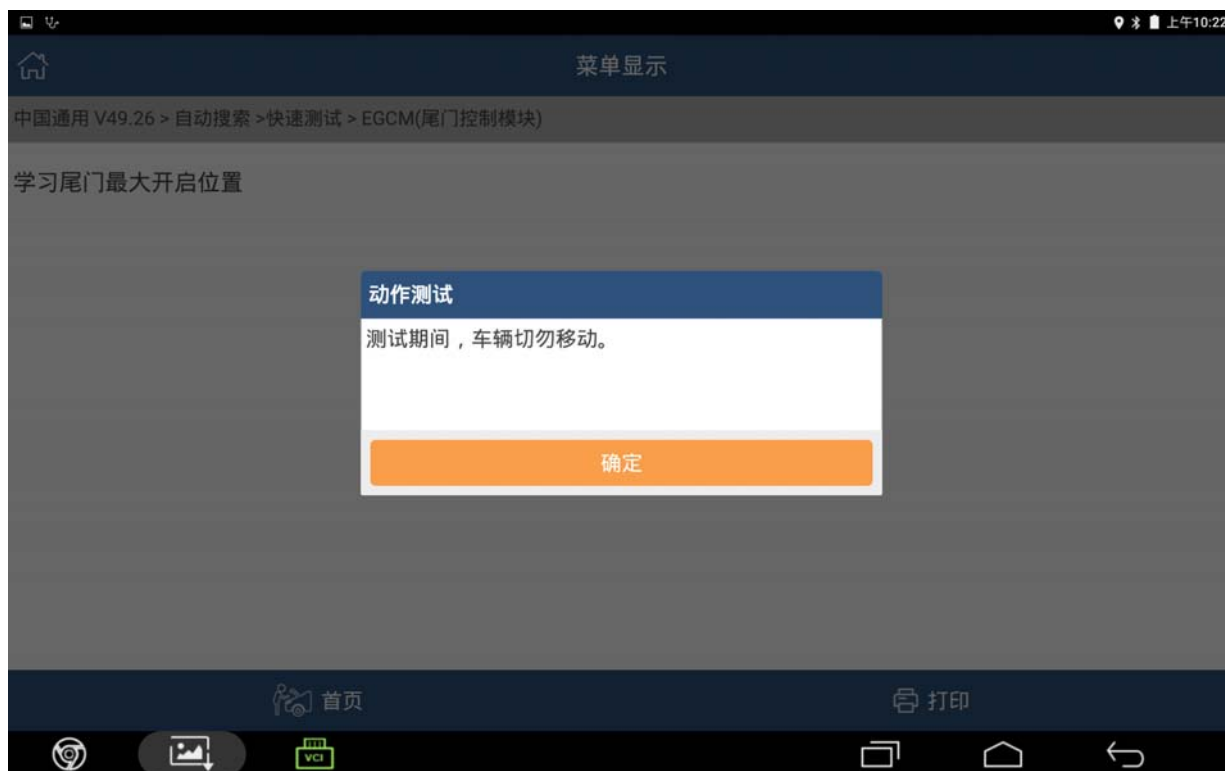 上午10:22
菜单显示
中国通用 V49.26 > 自动搜索 >快速测试 > EGCM(尾门控制模块)
学习尾门最大开启位置
动作测试
测试期间，车辆切勿移动。
确定
首页
打印
VCI